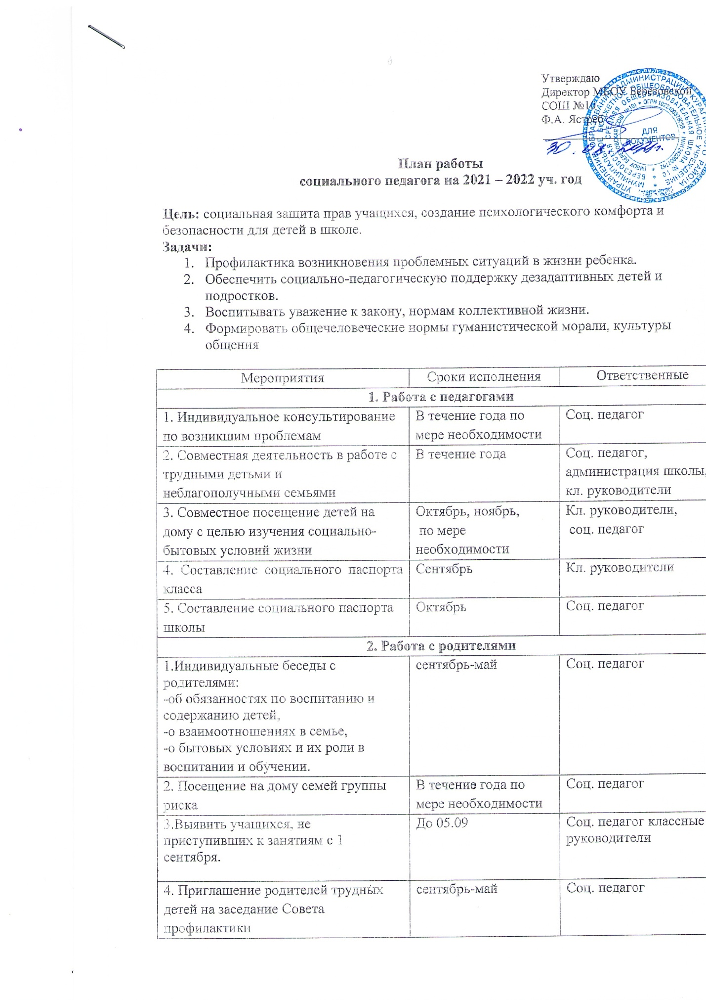 Утверждаю
Директор МБОУ Берёзовской
СОШ №10
Ф.А. Ястреб
ДЛЯ
ДОКУМЕНТОВ
План работы
социального педагога на 2021 – 2022 уч. год
Цель: социальная защита прав учащихся, создание психологического комфорта и
безопасности для детей в школе.
Задачи:
1. Профилактика возникновения проблемных ситуаций в жизни ребенка.
2. Обеспечить социально-педагогическую поддержку дезадаптивных детей и
подростков.
3. Воспитывать уважение к закону, нормам коллективной жизни.
4. Формировать общечеловеческие нормы гуманистической морали, культуры
общения
Мероприятия Сроки исполнения Ответственные
1. Работа с педагогами
1. Индивидуальное консультирование
по возникшим проблемам
В течение года по
мере необходимости
Соц. педагог
2. Совместная деятельность в работе с
трудными детьми и
неблагополучными семьями
В течение года
Соц. педагог,
администрация школы,
кл. руководители
3. Совместное посещение детей на
дому с целью изучения социально-
бытовых условий жизни
Октябрь, ноябрь,
по мере
необходимости
Кл. руководители,
соц. педагог
4. Составление социального паспорта
класса
Сентябрь
Кл. руководители
5. Составление социального паспорта
школы
Октябрь
Соц. педагог
2. Работа с родителями
1.Индивидуальные беседы с
родителями:
-об обязанностях по воспитанию и
содержанию детей,
-о взаимоотношениях в семье,
-о бытовых условиях и их роли в
воспитании и обучении.
сентябрь-май
Соц. педагог
2. Посещение на дому семей группы
риска
В течение года по
мере необходимости
Соц. педагог
3.Выявить учащихся, не
приступивших к занятиям с 1
сентября.
До 05.09
Соц. педагог классные
руководители
4. Приглашение родителей трудных
детей на заседание Совета
профилактики
сентябрь-май
Соц. педагог